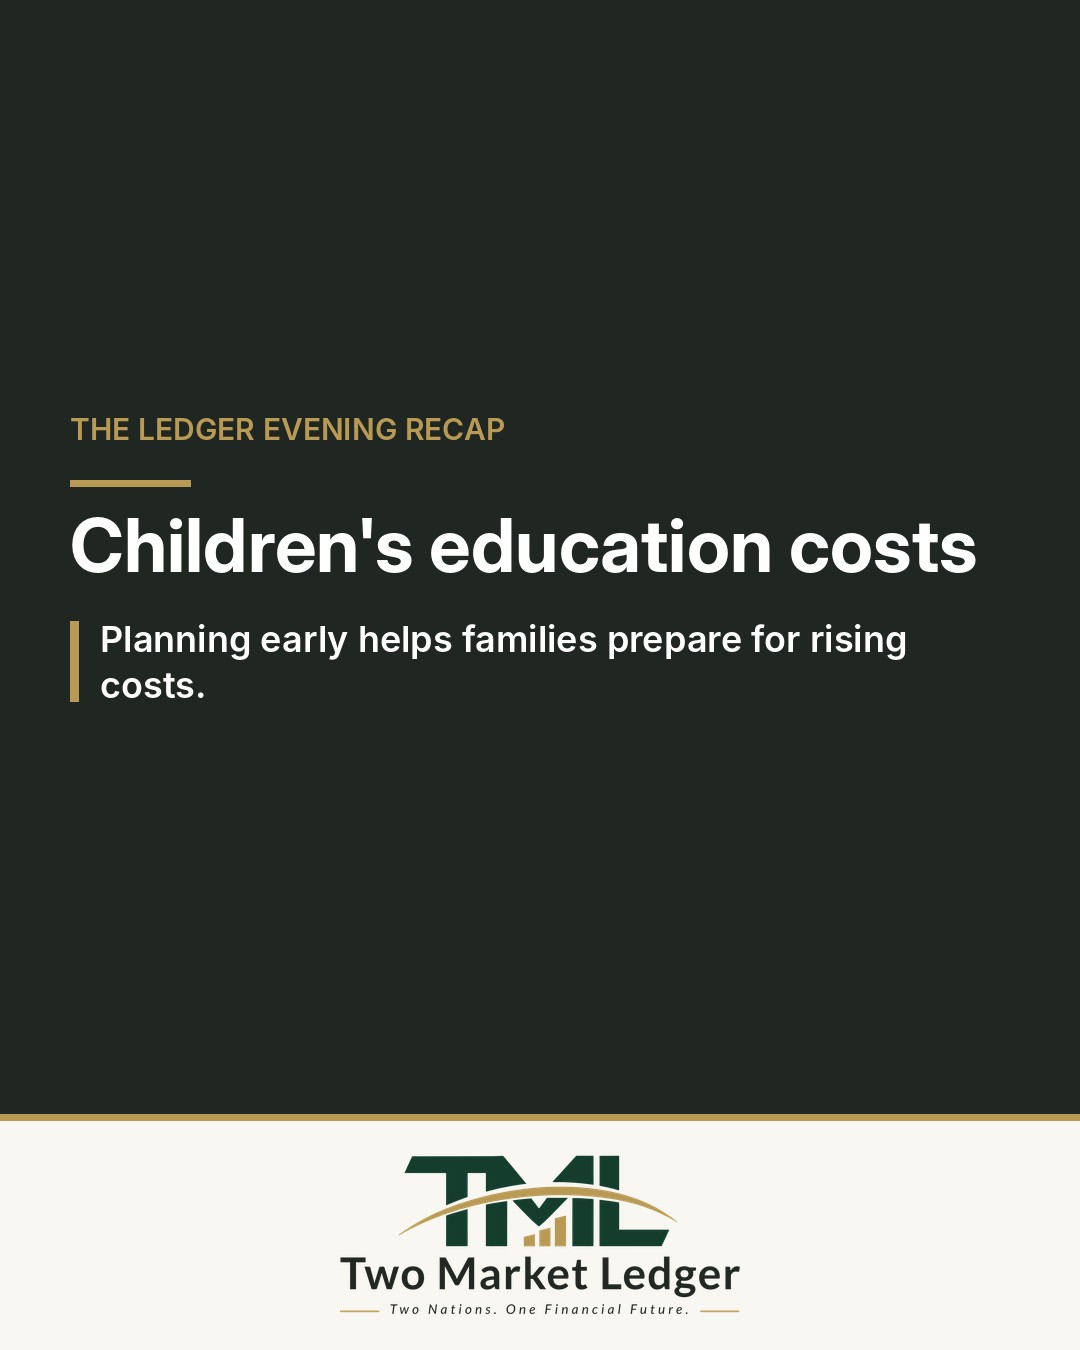 THE LEDGER EVENING RECAP
Children's education costs
Planning early helps families prepare for rising
costs.
TML
Two Market Ledger
Two Nations. One Financial Future.